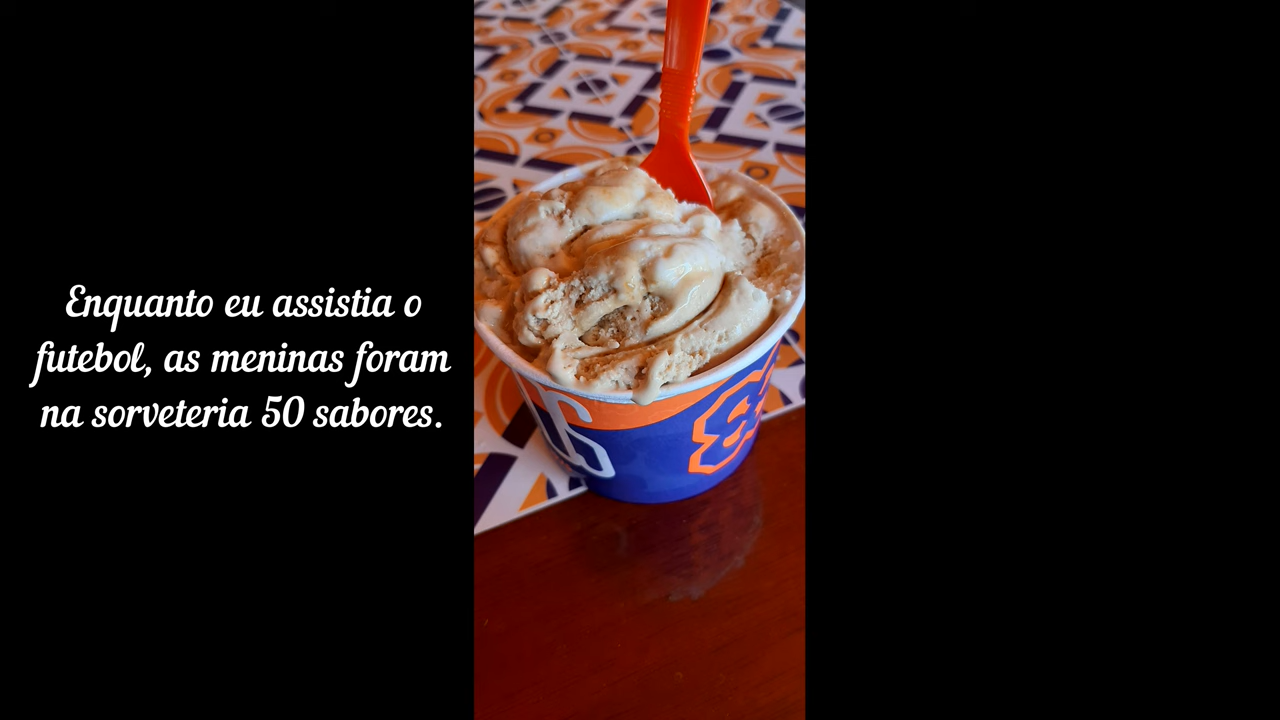 Enquanto eu assistia o
futebol, as meninas foram
na sorveteria 50 sabores.